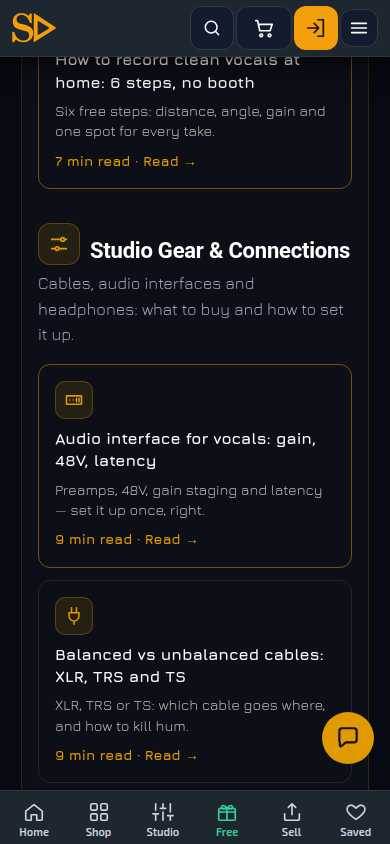 S
How to record clean vocals at
home: 6 steps, no booth
Six free steps: distance, angle, gain and
one spot for every take.
7 min read · Read →
Studio Gear & Connections
Cables, audio interfaces and
headphones: what to buy and how to set
it up.
Audio interface for vocals: gain,
48V, latency
Preamps, 48V, gain staging and latency
— set it up once, right.
9 min read · Read →
Balanced vs unbalanced cables:
XLR, TRS and TS
XLR, TRS or TS: which cable goes where,
and how to kill hum.
9 min read · Read →
Home
Shop
Studio
Free
Sell
Saved